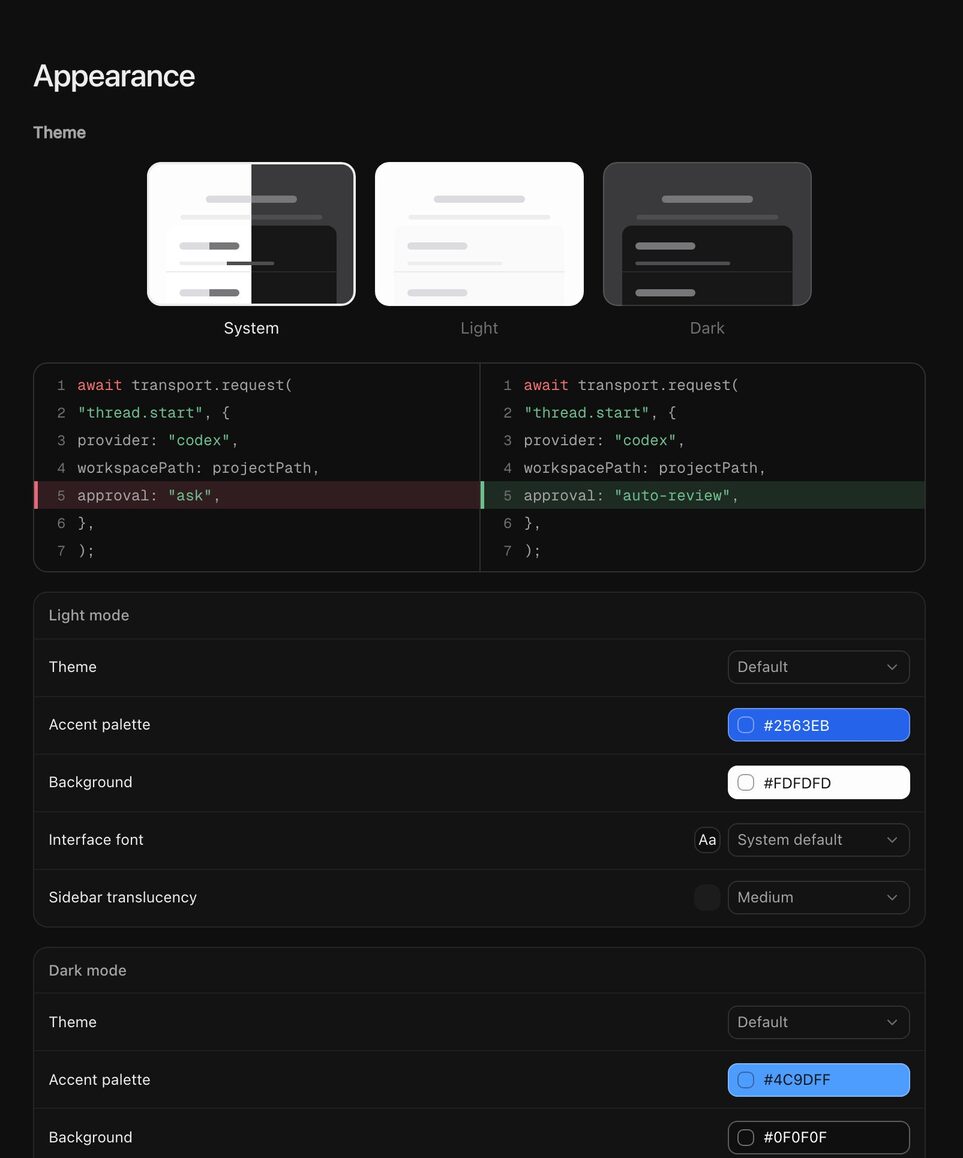 Appearance
Theme
System
Light
Dark
1 await transport.request(
2 "thread.start", {
3 provider: "codex",
4 workspacePath: projectPath,
5 approval: "ask",
6 },
7 );
1 await transport.request(
2 "thread.start", {
3 provider: "codex",
4 workspacePath: projectPath,
5 approval: "auto-review",
6 },
7 );
Light mode
Theme Default
Accent palette #2563EB
Background #FDFDFD
Interface font Aa System default
Sidebar translucency Medium
Dark mode
Theme Default
Accent palette #4C9DFF
Background #0F0F0F